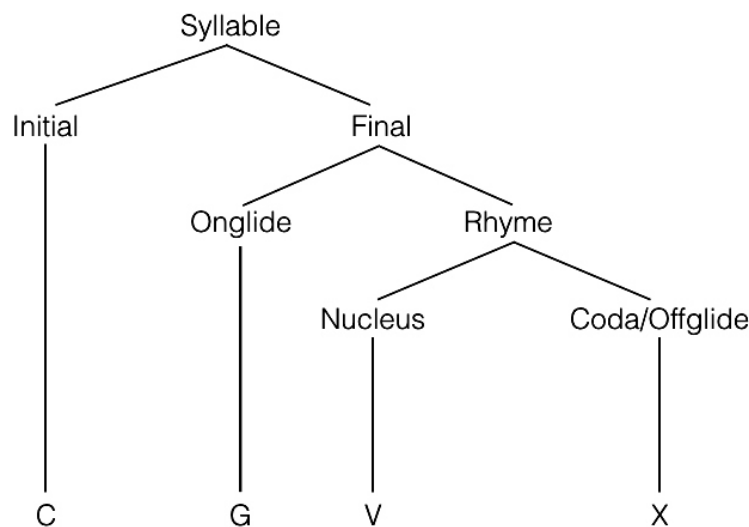 Syllable
Initial Final
Onglide Rhyme
Nucleus Coda/Offglide
C G V X